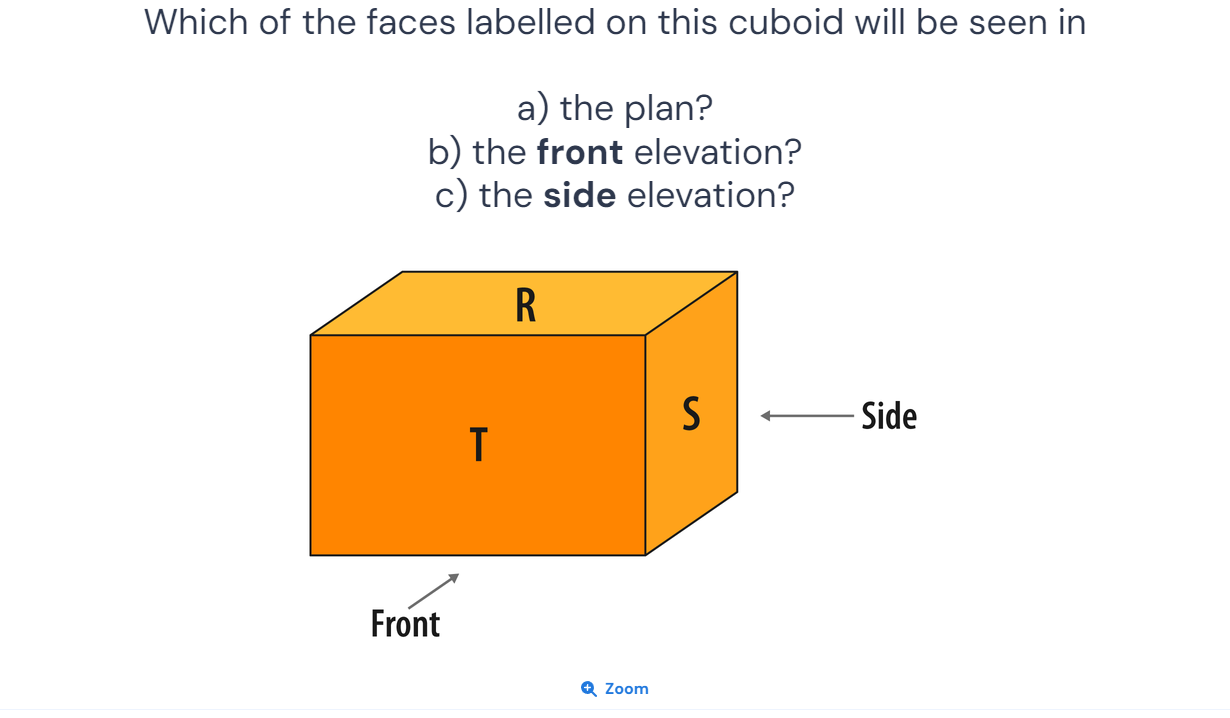 Which of the faces labelled on this cuboid will be seen in
a) the plan?
b) the front elevation?
c) the side elevation?
R
S
T
Side
Front
Zoom